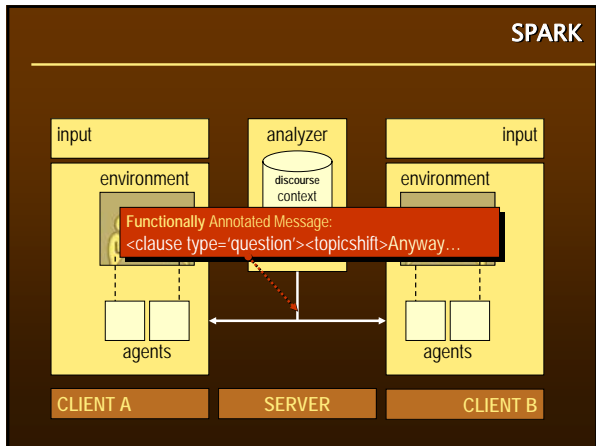 SPARK
input
analyzer
input
environment
discourse
context
environment
Functionally Annotated Message:
<clause type='question'><topicshift>Anyway…
agents
agents
CLIENT A
SERVER
CLIENT B